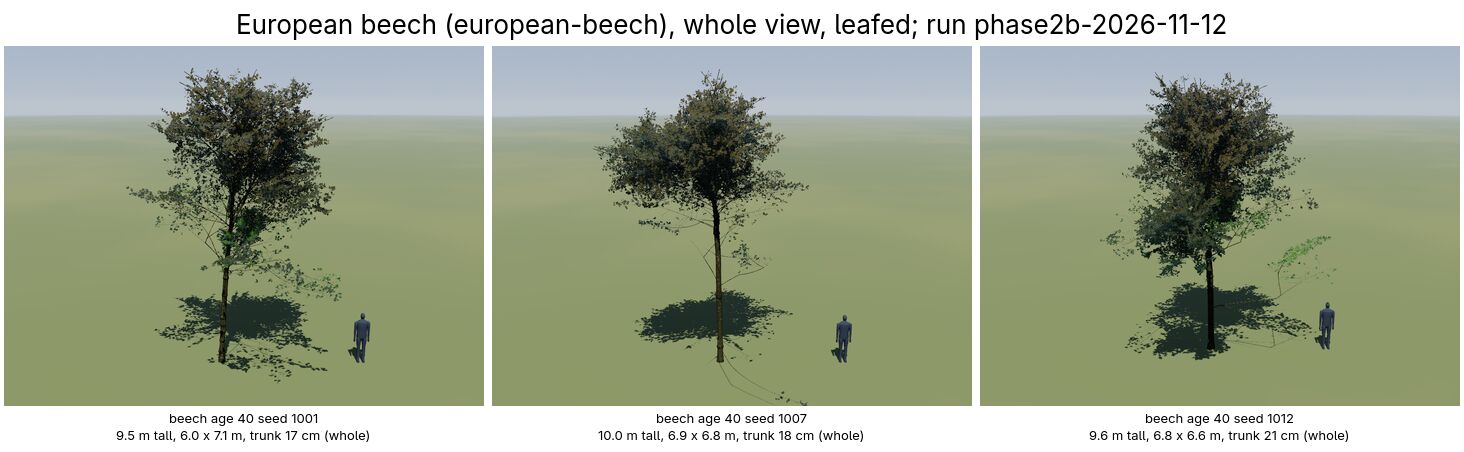 European beech (european-beech), whole view, leafed; run phase2b-2026-11-12
beech age 40 seed 1001
9.5 m tall, 6.0 x 7.1 m, trunk 17 cm (whole)
beech age 40 seed 1007
10.0 m tall, 6.9 x 6.8 m, trunk 18 cm (whole)
beech age 40 seed 1012
9.6 m tall, 6.8 x 6.6 m, trunk 21 cm (whole)